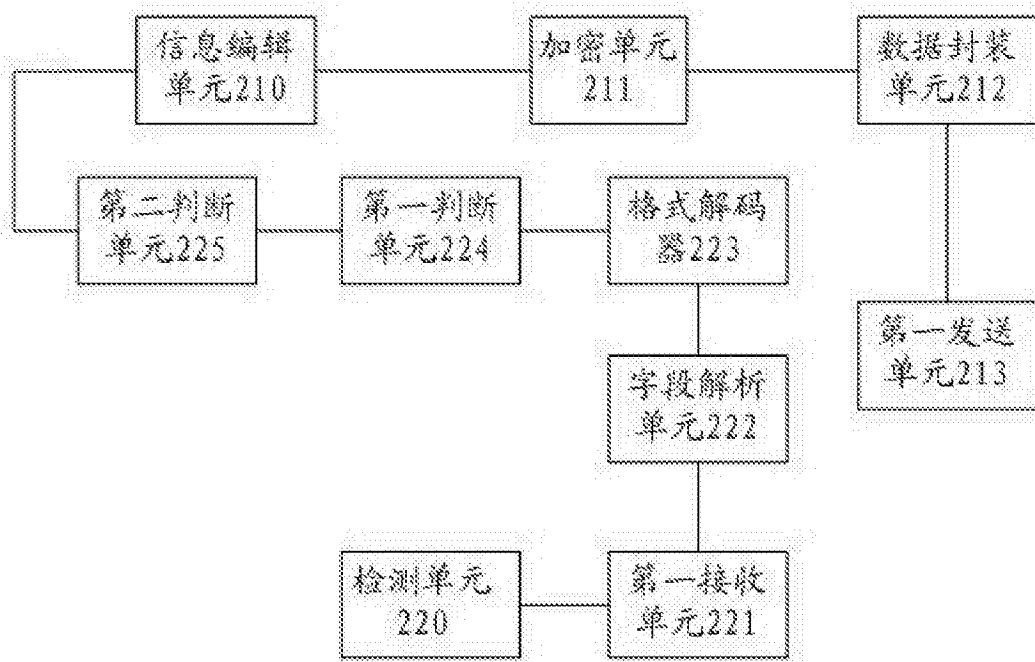 信息编辑
单元210
加密单元
211
数据封装
单元212
第二判断
单元225
第一判断
单元224
格式解码
器223
第一发送
单元213
字段解析
单元222
检测单元
220
第一接收
单元221